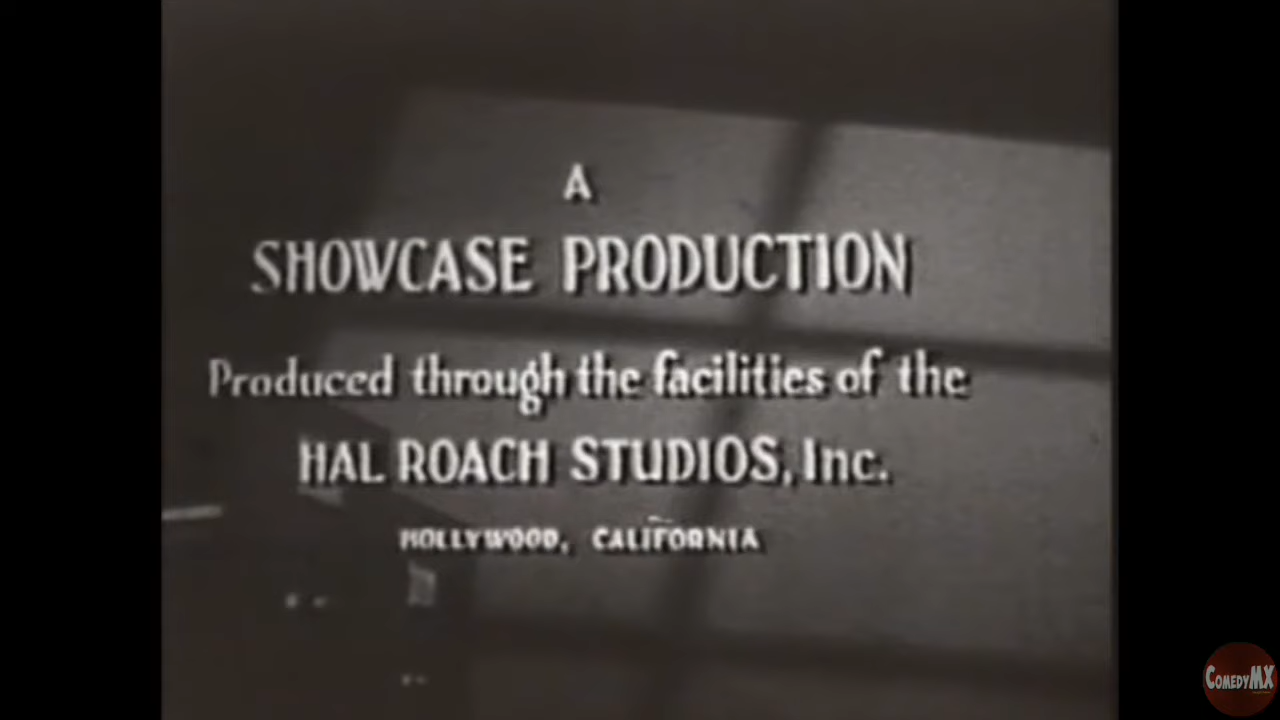 A
SHOWCASE PRODUCTION
Produced through the facilities of the
HAL ROACH STUDIOS, Inc.
HOLLYWOOD, CALIFORNIA
COMEDYMX